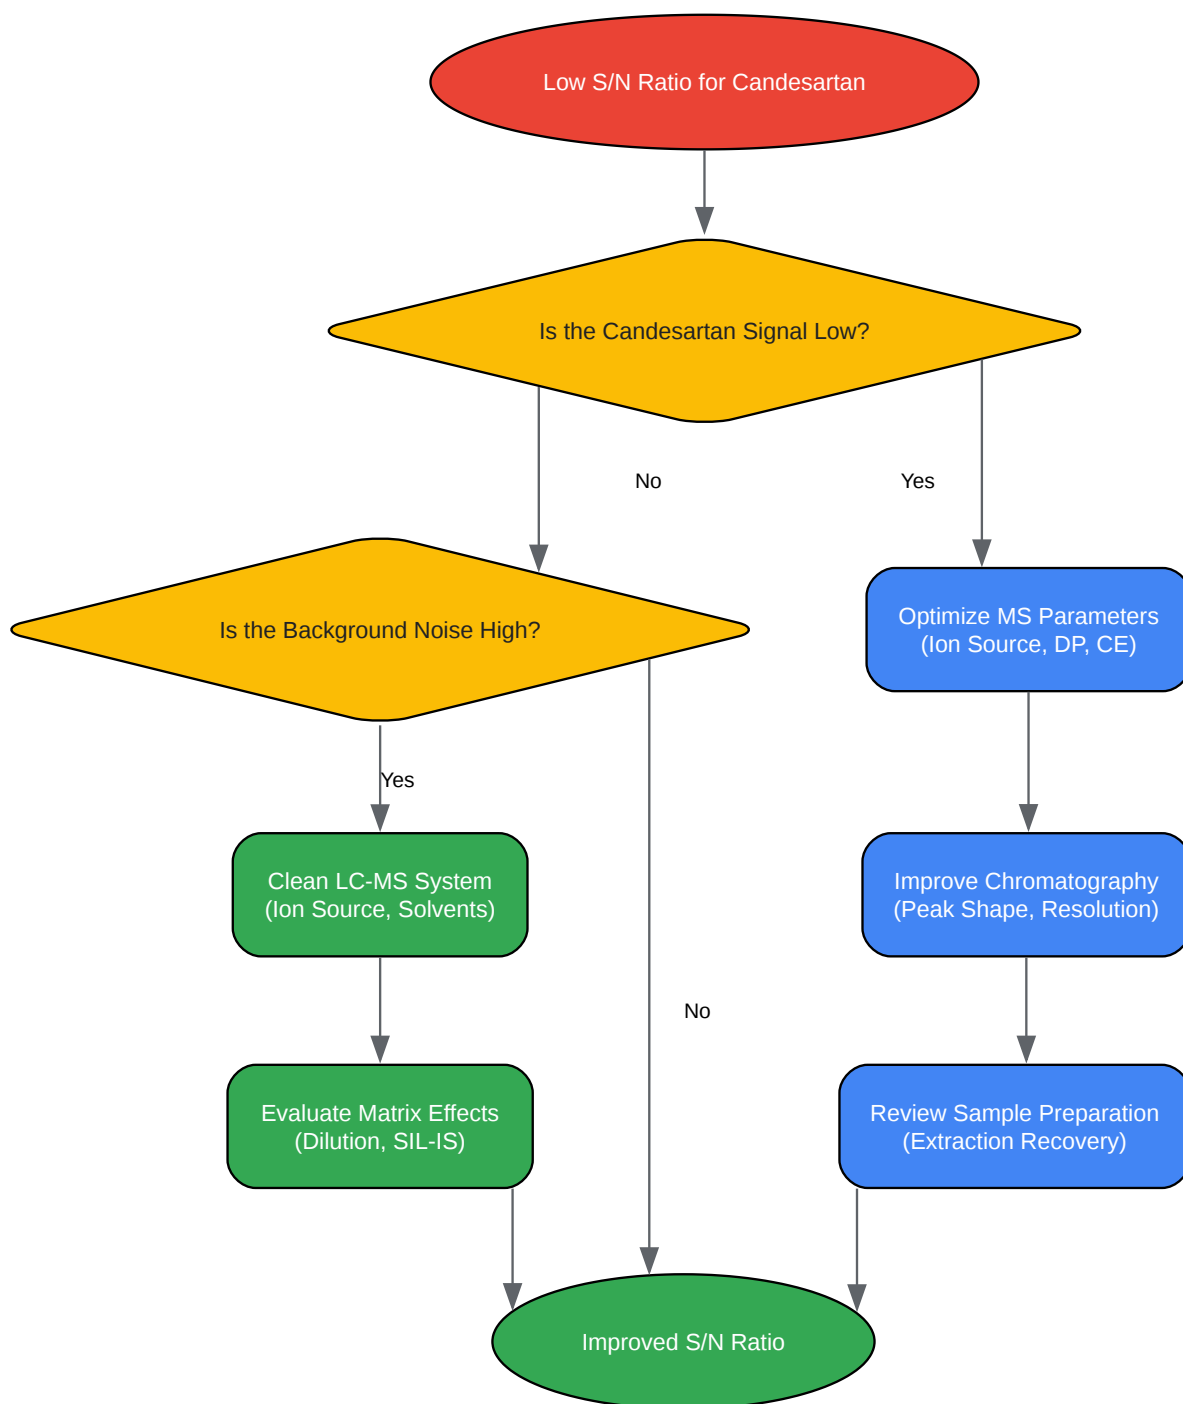 Low S/N Ratio for Candesartan
Is the Candesartan Signal Low?
No
Yes
Is the Background Noise High?
Optimize MS Parameters
(Ion Source, DP, CE)
Yes
Clean LC-MS System
(Ion Source, Solvents)
Improve Chromatography
(Peak Shape, Resolution)
No
Evaluate Matrix Effects
(Dilution, SIL-IS)
Review Sample Preparation
(Extraction Recovery)
Improved S/N Ratio